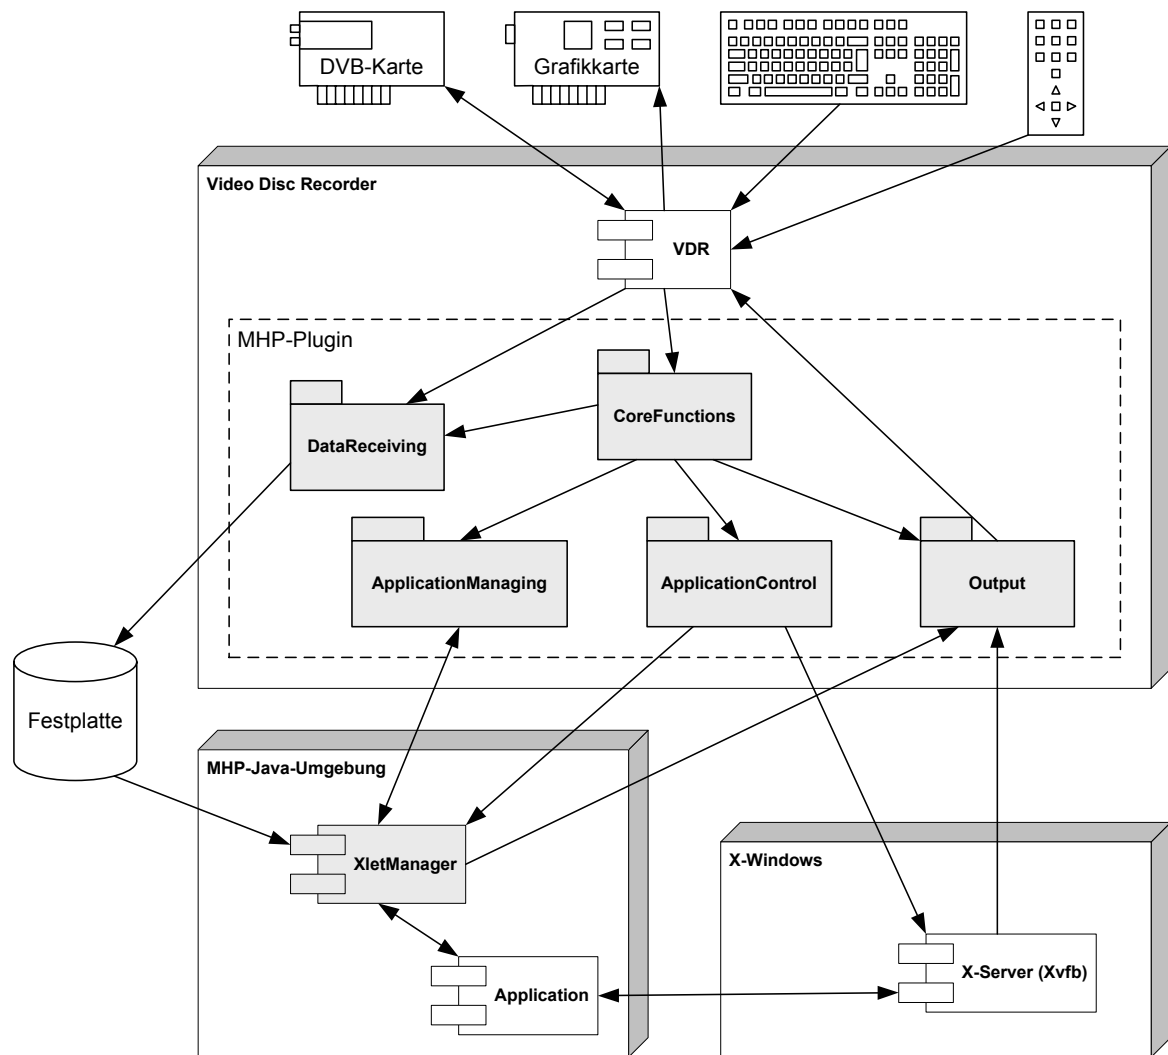 DVB-Karte
Grafikkarte
Video Disc Recorder
VDR
MHP-Plugin
CoreFunctions
DataReceiving
ApplicationManaging
ApplicationControl
Output
Festplatte
MHP-Java-Umgebung
XletManager
X-Windows
X-Server (Xvfb)
Application